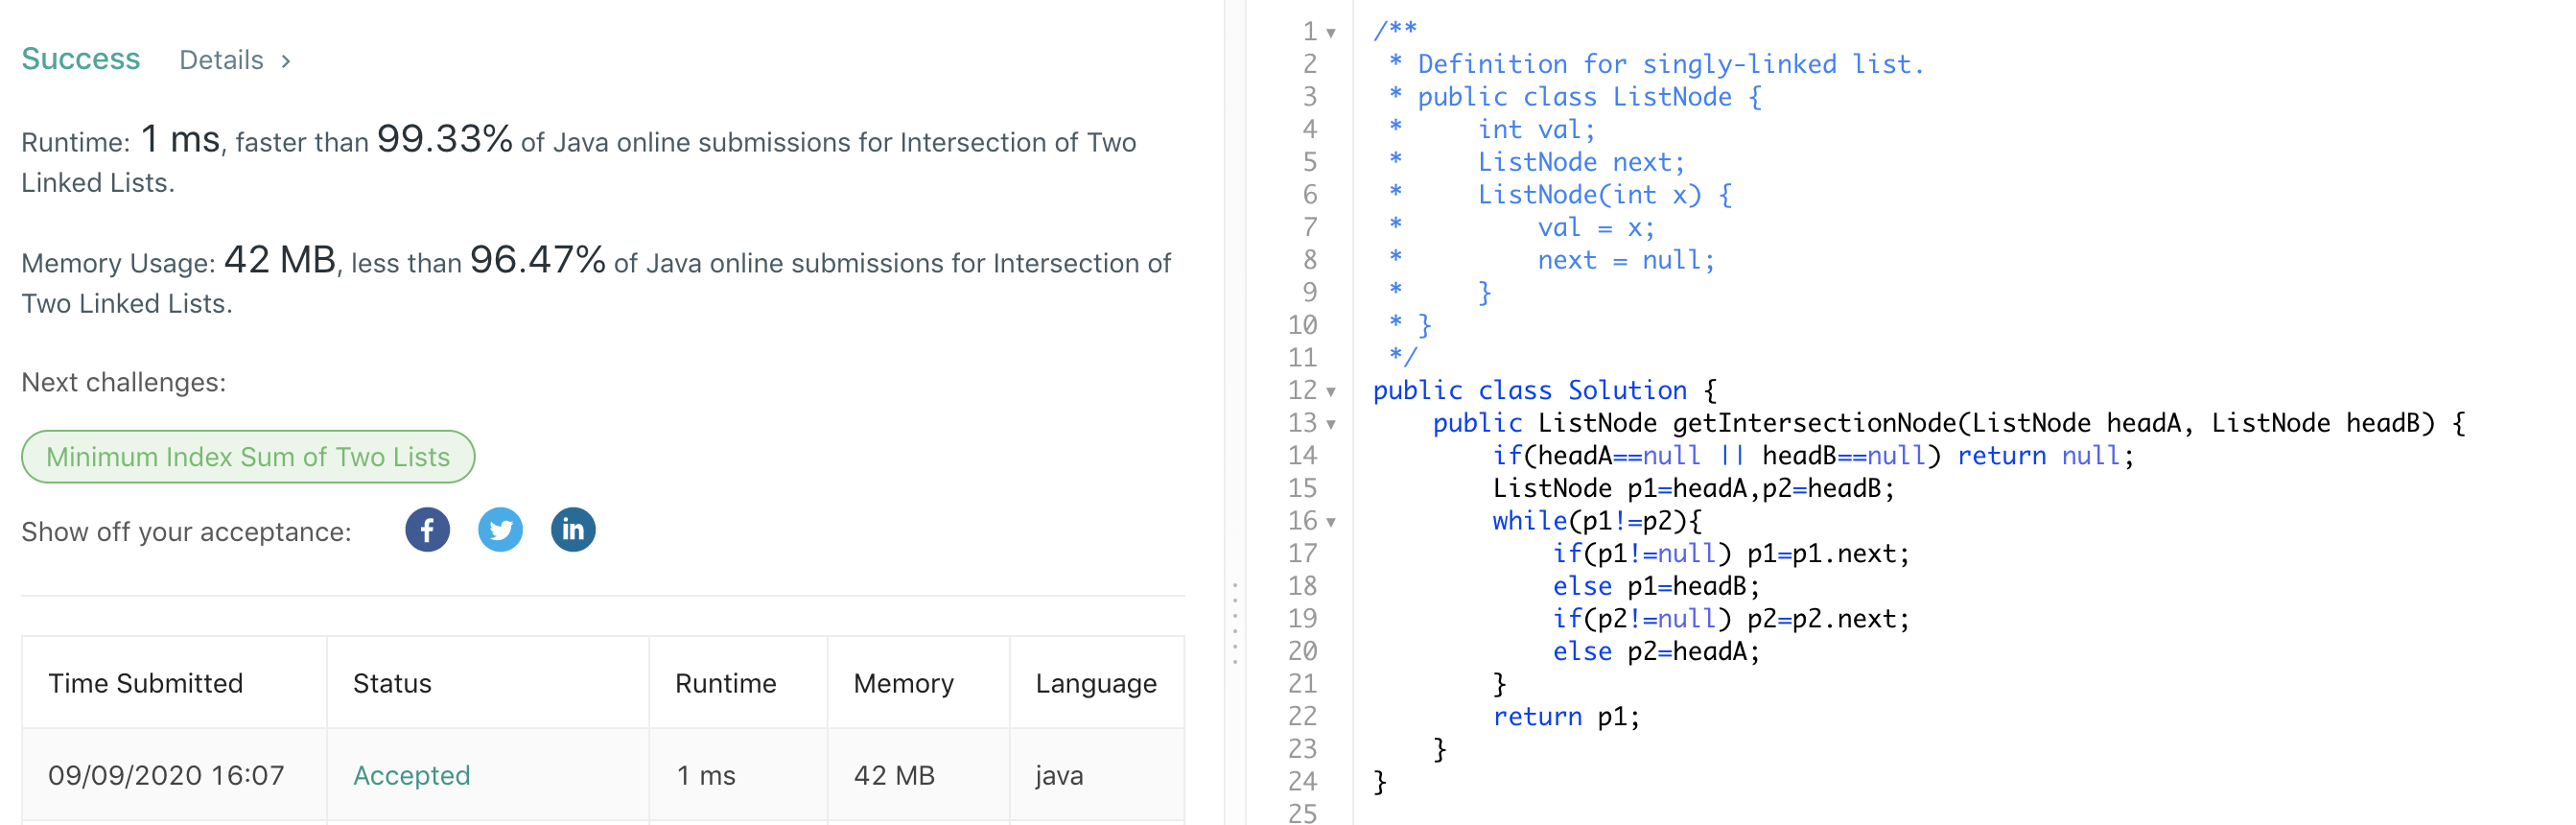 Success Details >
Runtime: 1 ms, faster than 99.33% of Java online submissions for Intersection of Two
Linked Lists.
Memory Usage: 42 MB, less than 96.47% of Java online submissions for Intersection of
Two Linked Lists.
Next challenges:
Minimum Index Sum of Two Lists
Show off your acceptance:
Time Submitted Status Runtime Memory Language
09/09/2020 16:07 Accepted 1 ms 42 MB java
1 /**
2  * Definition for singly-linked list.
3  * public class ListNode {
4  *     int val;
5  *     ListNode next;
6  *     ListNode(int x) {
7  *         val = x;
8  *         next = null;
9  *     }
10  * }
11  */
12 public class Solution {
13     public ListNode getIntersectionNode(ListNode headA, ListNode headB) {
14         if(headA==null || headB==null) return null;
15         ListNode p1=headA,p2=headB;
16         while(p1!=p2){
17             if(p1!=null) p1=p1.next;
18             else p1=headB;
19             if(p2!=null) p2=p2.next;
20             else p2=headA;
21         }
22         return p1;
23     }
24 }
25